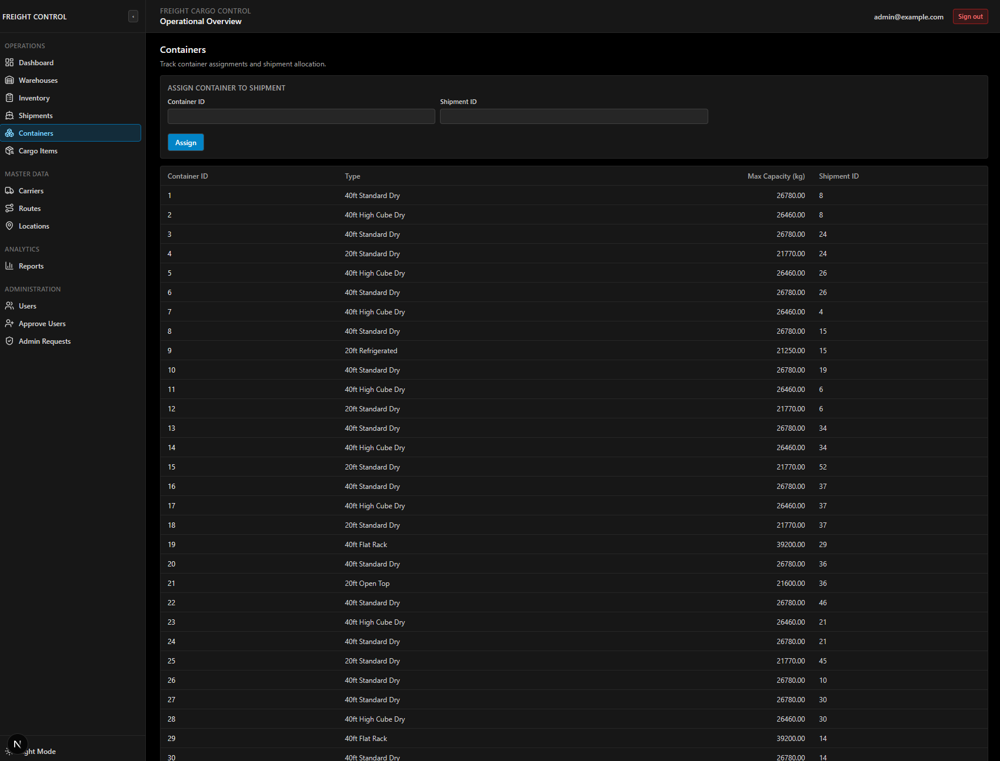 FREIGHT CONTROL
‹
OPERATIONS
Dashboard
Warehouses
Inventory
Shipments
Containers
Cargo Items
MASTER DATA
Carriers
Routes
Locations
ANALYTICS
Reports
ADMINISTRATION
Users
Approve Users
Admin Requests
N
ght Mode
FREIGHT CARGO CONTROL
Operational Overview
admin@example.com
Sign out
Containers
Track container assignments and shipment allocation.
ASSIGN CONTAINER TO SHIPMENT
Container ID Shipment ID
Assign
Container ID Type Max Capacity (kg) Shipment ID
1 40ft Standard Dry 26780.00 8
2 40ft High Cube Dry 26460.00 8
3 40ft Standard Dry 26780.00 24
4 20ft Standard Dry 21770.00 24
5 40ft High Cube Dry 26460.00 26
6 40ft Standard Dry 26780.00 26
7 40ft High Cube Dry 26460.00 4
8 40ft Standard Dry 26780.00 15
9 20ft Refrigerated 21250.00 15
10 40ft Standard Dry 26780.00 19
11 40ft High Cube Dry 26460.00 6
12 20ft Standard Dry 21770.00 6
13 40ft Standard Dry 26780.00 34
14 40ft High Cube Dry 26460.00 34
15 20ft Standard Dry 21770.00 52
16 40ft Standard Dry 26780.00 37
17 40ft High Cube Dry 26460.00 37
18 20ft Standard Dry 21770.00 37
19 40ft Flat Rack 39200.00 29
20 40ft Standard Dry 26780.00 36
21 20ft Open Top 21600.00 36
22 40ft Standard Dry 26780.00 46
23 40ft High Cube Dry 26460.00 21
24 40ft Standard Dry 26780.00 21
25 20ft Standard Dry 21770.00 45
26 40ft Standard Dry 26780.00 10
27 40ft Standard Dry 26780.00 30
28 40ft High Cube Dry 26460.00 30
29 40ft Flat Rack 39200.00 14
30 40ft Standard Dry 26780.00 14